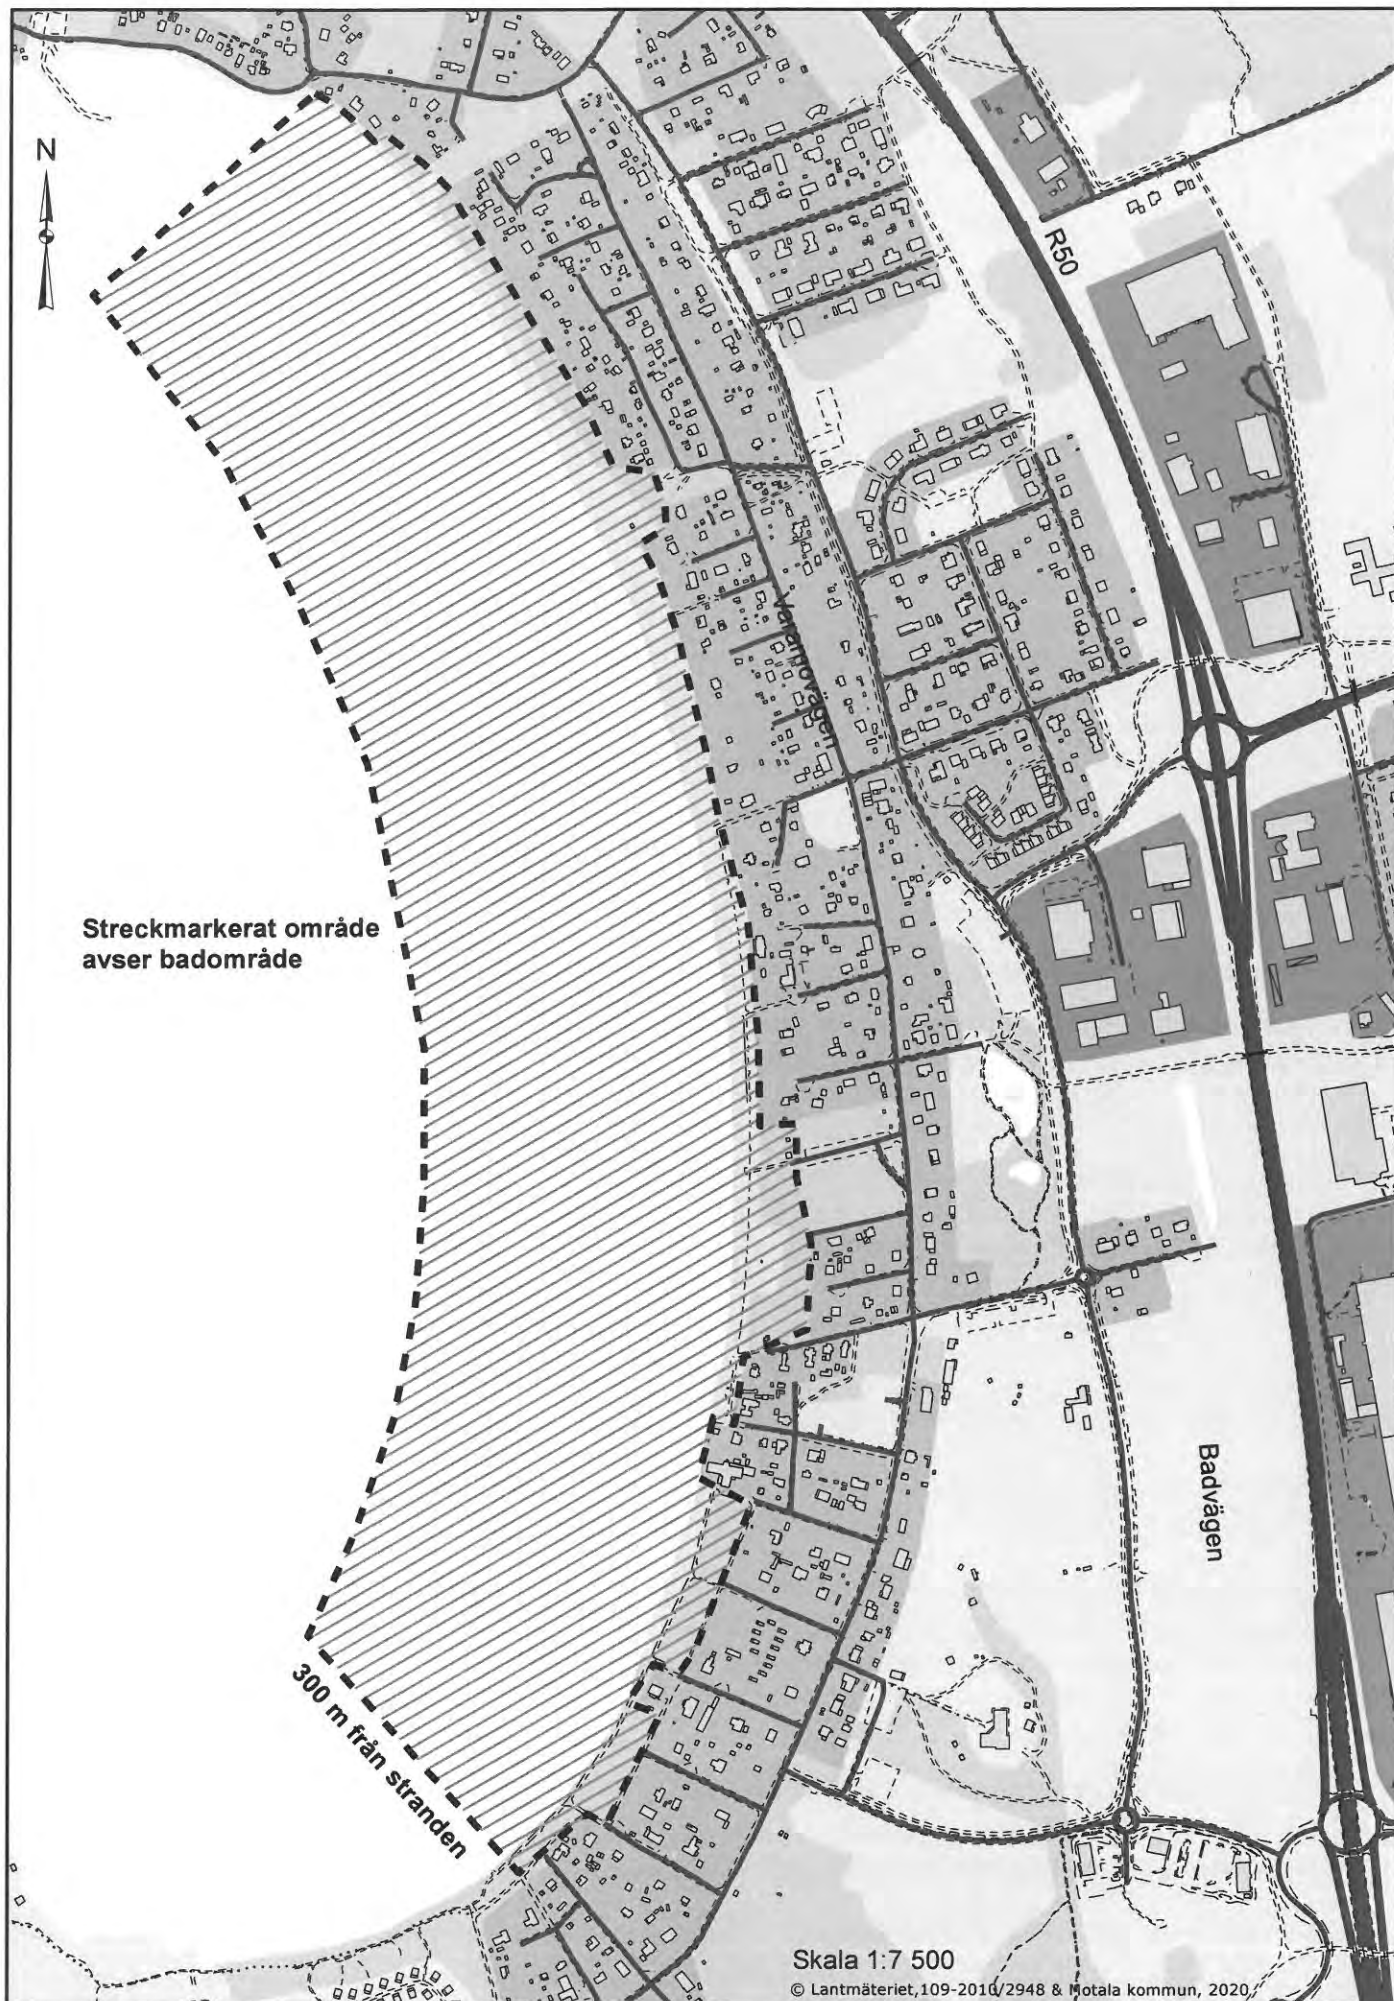 N
R50
Varamovägen
Streckmarkerat område
avser badområde
Badvägen
300 m från stranden
Skala 1:7 500
© Lantmäteriet,109-2010/2948 & Motala kommun, 2020,